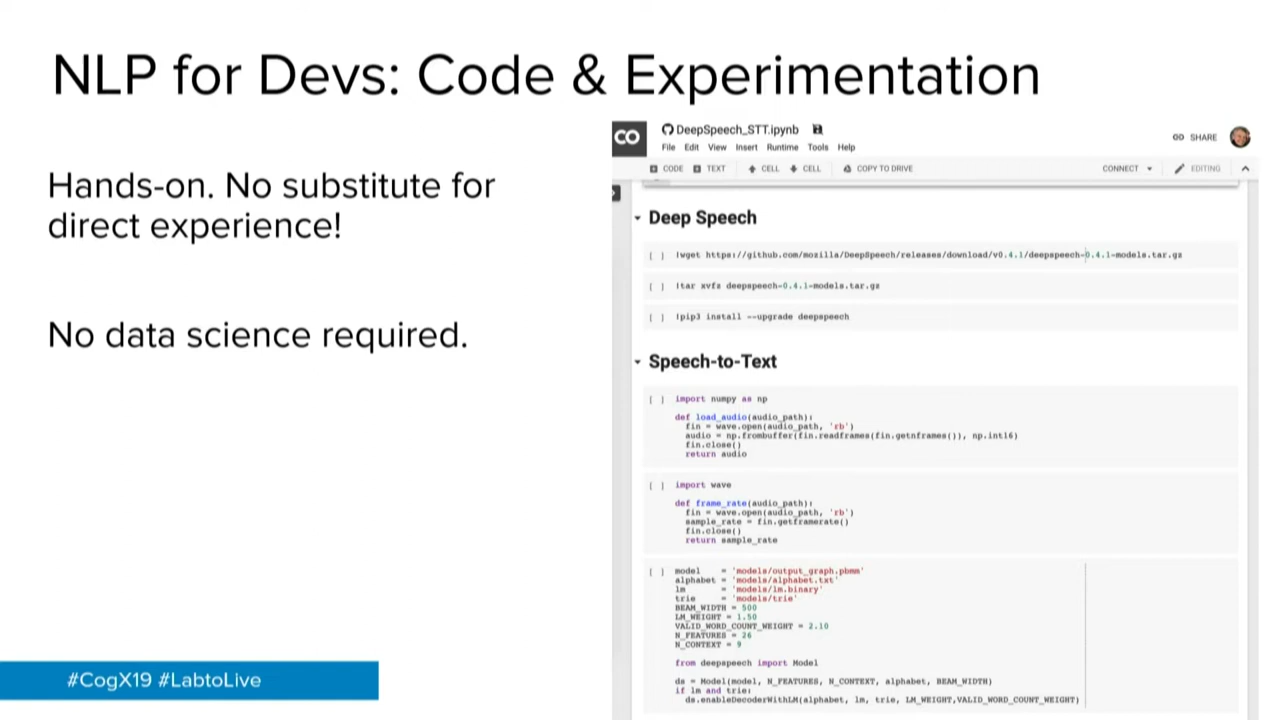 NLP for Devs: Code & Experimentation
Hands-on. No substitute for
direct experience!
No data science required.
#CogX19 #LabtoLive
CO
DeepSpeech_STT.ipynb
SHARE
File Edit View Insert Runtime Tools Help
CODE TEXT CELL CELL COPY TO DRIVE CONNECT EDITING
Deep Speech
[ ] !wget https://github.com/mozilla/DeepSpeech/releases/download/v0.4.1/deepspeech-0.4.1-models.tar.gz
[ ] !tar xvfz deepspeech-0.4.1-models.tar.gz
[ ] !pip3 install --upgrade deepspeech
Speech-to-Text
[ ] import numpy as np
def load_audio(audio_path):
fin = wave.open(audio_path, 'rb')
audio = np.frombuffer(fin.readframes(fin.getnframes()), np.int16)
fin.close()
return audio
[ ] import wave
def frame_rate(audio_path):
fin = wave.open(audio_path, 'rb')
sample_rate = fin.getframerate()
fin.close()
return sample_rate
[ ] model = 'models/output_graph.pbmm'
alphabet = 'models/alphabet.txt'
lm = 'models/lm.binary'
trie = 'models/trie'
BEAM_WIDTH = 500
LM_WEIGHT = 1.50
VALID_WORD_COUNT_WEIGHT = 2.10
N_FEATURES = 26
N_CONTEXT = 9
from deepspeech import Model
ds = Model(model, N_FEATURES, N_CONTEXT, alphabet, BEAM_WIDTH)
if lm and trie:
ds.enableDecoderWithLM(alphabet, lm, trie, LM_WEIGHT,VALID_WORD_COUNT_WEIGHT)